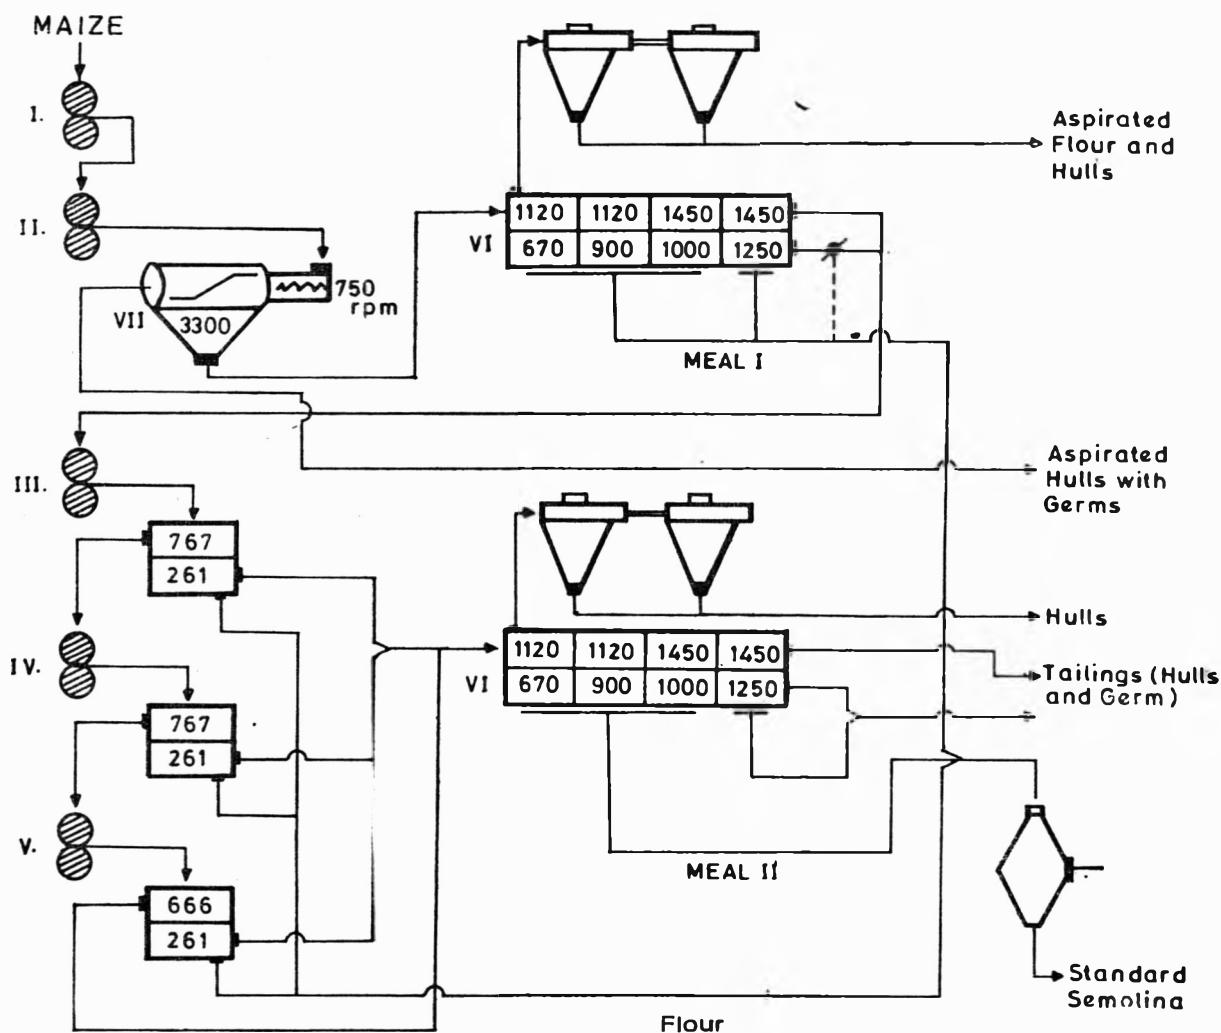 MAIZE
I.
II.
VII
3300
750
rpm
VI
1120 1120 1450 1450
670 900 1000 1250
MEAL I
Aspirated
Flour and
Hulls
Aspirated
Hulls with
Germs
III.
767
261
IV.
767
261
V.
666
261
VI
1120 1120 1450 1450
670 900 1000 1250
MEAL II
Hulls
Tailings (Hulls
and Germ)
Standard
Semolina
Flour